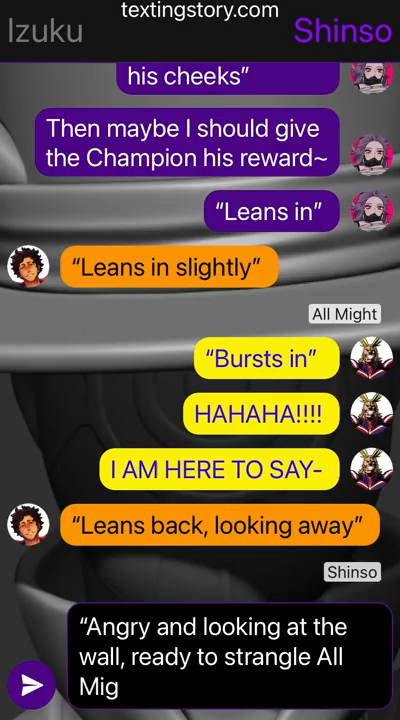 textingstory.com
Izuku
Shinso
his cheeks”
Then maybe I should give
the Champion his reward~
“Leans in”
“Leans in slightly”
All Might
“Bursts in”
HAHAHA!!!!
I AM HERE TO SAY-
“Leans back, looking away”
Shinso
“Angry and looking at the
wall, ready to strangle All
Mig